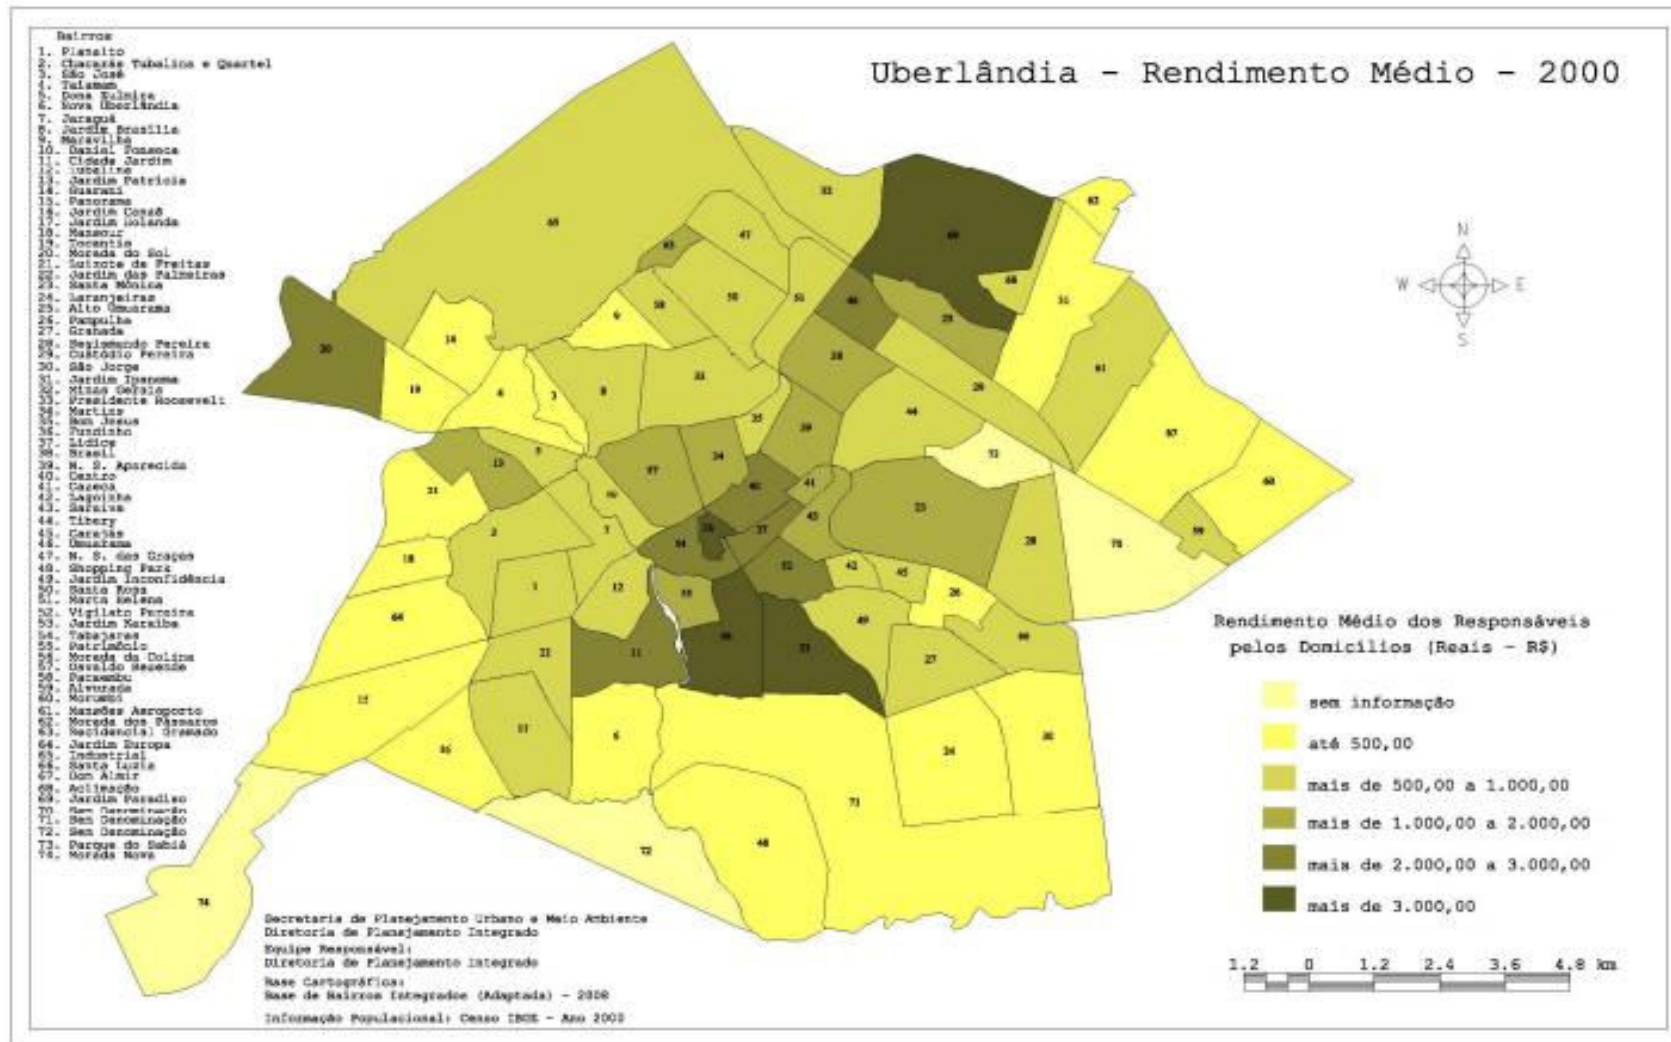 Bairros
1. Planalto
2. Chacarás Tubalina e Quartel
3. São José
4. Taiamam
5. Dona Zulmira
6. Nova Uberlândia
7. Jaraguá
8. Jardim Brasília
9. Maravilha
10. Daniel Fonseca
11. Cidade Jardim
12. Tubalina
13. Jardim Patrícia
14. Guarani
15. Panorama
16. Jardim Canaã
17. Jardim Holanda
18. Mansour
19. Tocantis
20. Morada do Sol
21. Luizote de Freitas
22. Jardim das Palmeiras
23. Santa Mônica
24. Laranjeiras
25. Alto Umuarama
26. Pampulha
27. Granada
28. Segismundo Pereira
29. Custódio Pereira
30. São Jorge
31. Jardim Ipanema
32. Minas Gerais
33. Presidente Roosevelt
34. Martins
35. Bom Jesus
36. Fundinho
37. Lídice
38. Brasil
39. N. S. Aparecida
40. Centro
41. Cazeca
42. Lagoinha
43. Saraiva
44. Tibery
45. Carajás
46. Umuarama
47. N. S. das Graças
48. Shopping Park
49. Jardim Inconfidência
50. Santa Rosa
51. Marta Helena
52. Vigilato Pereira
53. Jardim Karaíba
54. Tabajaras
55. Patrimônio
56. Morada da Colina
57. Osvaldo Rezende
58. Pacaembu
59. Alvorada
60. Morumbi
61. Mansões Aeroporto
62. Morada dos Pássaros
63. Residencial Gramado
64. Jardim Europa
65. Industrial
66. Santa Luzia
67. Dom Almir
68. Aclimação
69. Jardim Paradiso
70. Sem Denominação
71. Sem Denominação
72. Sem Denominação
73. Parque do Sabiá
74. Morada Nova
Uberlândia - Rendimento Médio - 2000
N
W E
S
Rendimento Médio dos Responsáveis
pelos Domicílios (Reais - R$)
sem informação
até 500,00
mais de 500,00 a 1.000,00
mais de 1.000,00 a 2.000,00
mais de 2.000,00 a 3.000,00
mais de 3.000,00
1.2 0 1.2 2.4 3.6 4.8 km
Secretaria de Planejamento Urbano e Meio Ambiente
Diretoria de Planejamento Integrado
Equipe Responsável:
Diretoria de Planejamento Integrado
Base Cartográfica:
Base de Bairros Integrados (Adaptada) - 2008
Informação Populacional: Censo IBGE - Ano 2000